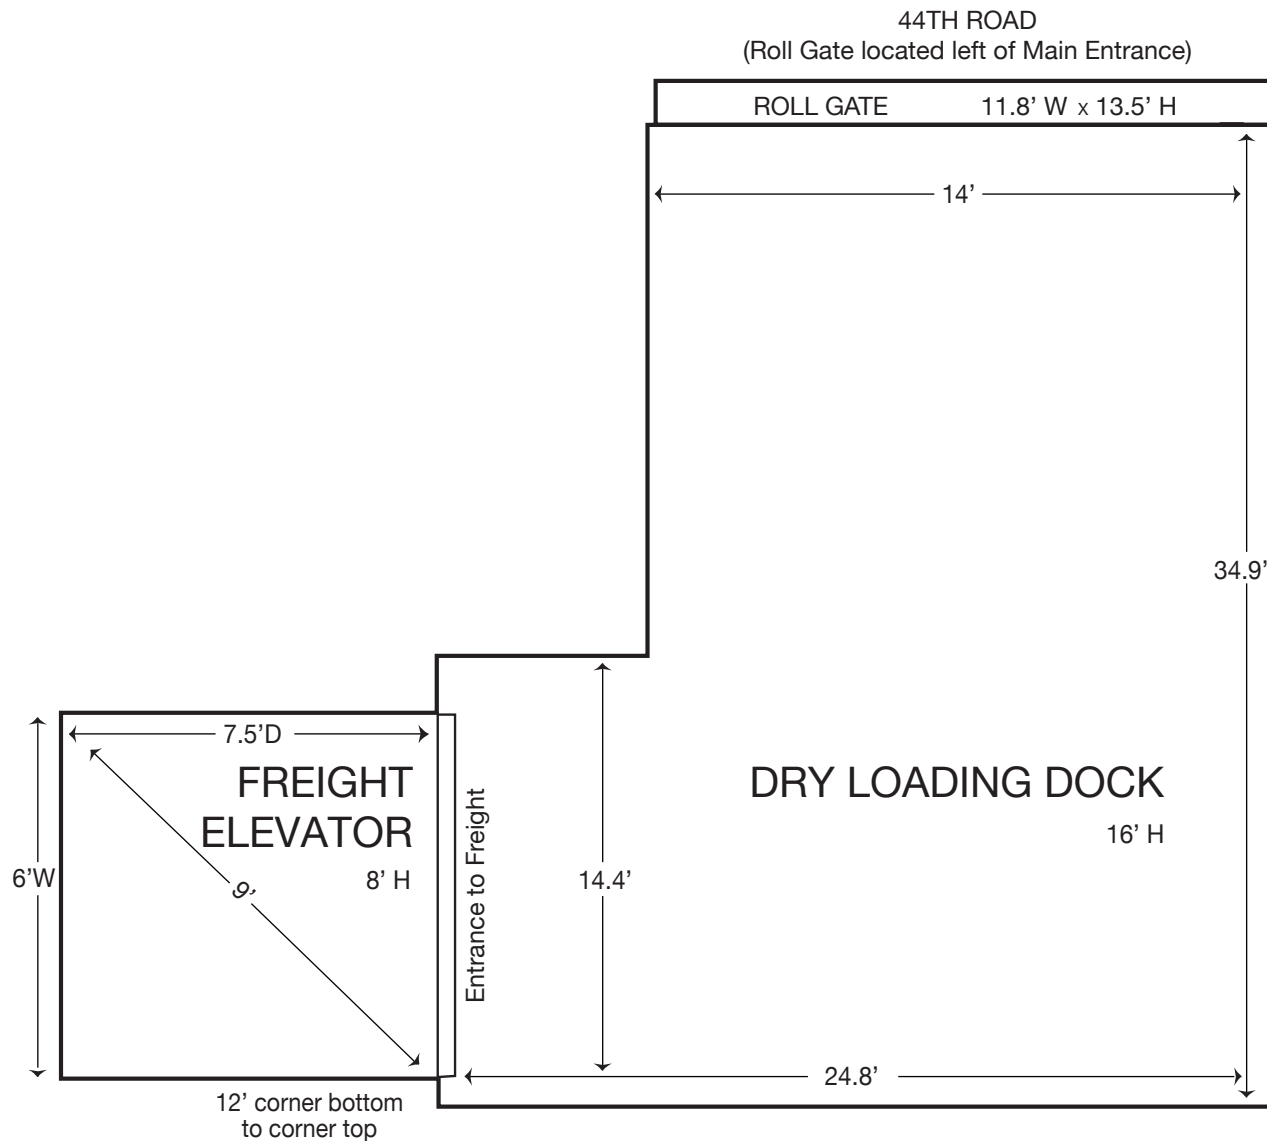 44TH ROAD
(Roll Gate located left of Main Entrance)
ROLL GATE 11.8’ W x 13.5’ H
14’
34.9’
7.5’D
FREIGHT
ELEVATOR
8’ H
6’W
9’
Entrance to Freight
14.4’
DRY LOADING DOCK
16’ H
24.8’
12’ corner bottom
to corner top